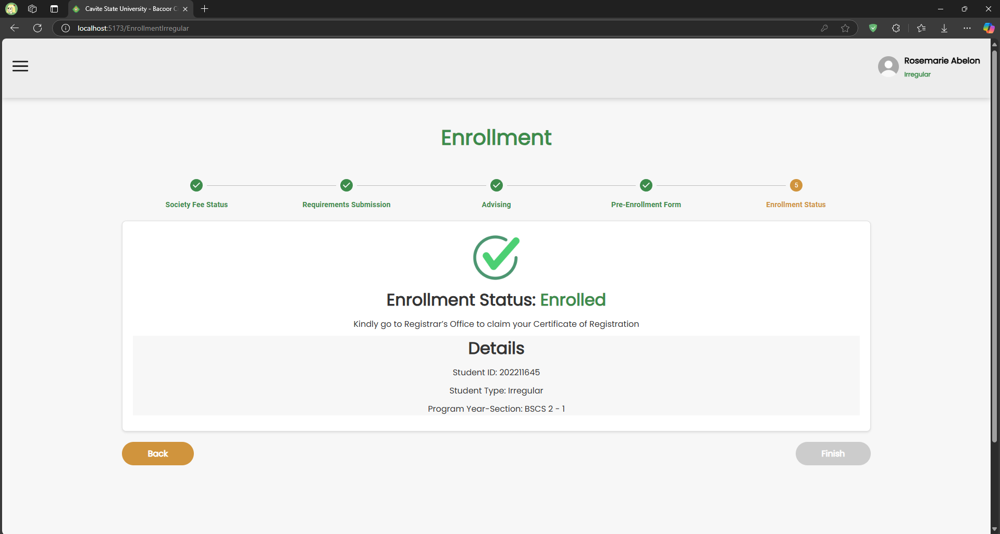 Cavite State University - Bacoor C
localhost:5173/EnrollmentIrregular
Rosemarie Abelon
Irregular
Enrollment
5
Society Fee Status
Requirements Submission
Advising
Pre-Enrollment Form
Enrollment Status
Enrollment Status: Enrolled
Kindly go to Registrar’s Office to claim your Certificate of Registration
Details
Student ID: 202211645
Student Type: Irregular
Program Year-Section: BSCS 2 - 1
Back
Finish